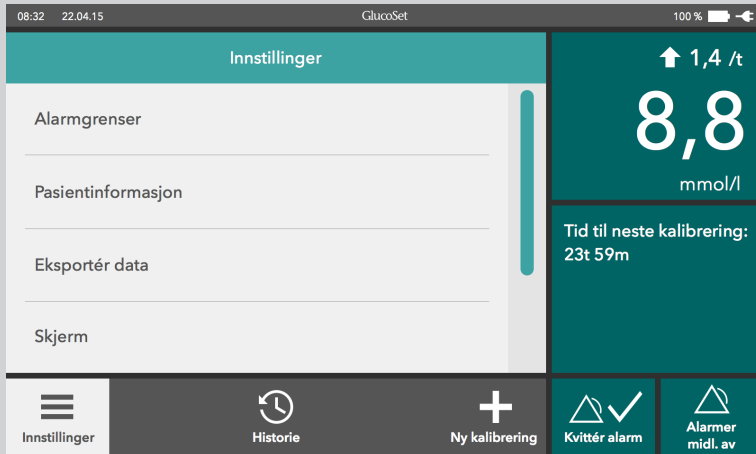 08:32 22.04.15 GlucoSet 100 %
Innstillinger
Alarmgrenser
Pasientinformasjon
Eksportér data
Skjerm
1,4 /t
8,8
mmol/l
Tid til neste kalibrering:
23t 59m
Innstillinger
Historie
Ny kalibrering
Kvittér alarm
Alarmer
midl. av